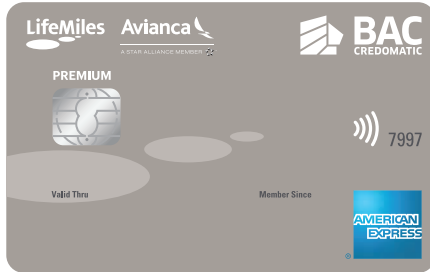 LifeMiles Avianca BAC
A STAR ALLIANCE MEMBER CREDOMATIC
PREMIUM
7997
Valid Thru Member Since
AMERICAN
EXPRESS
®